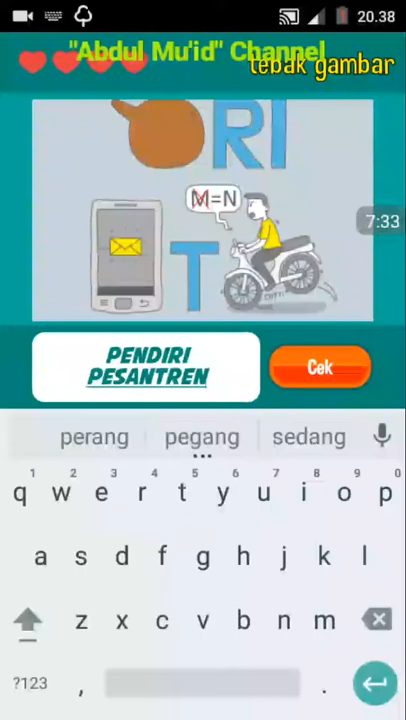 20.38
"Abdul Mu'id" Channel
tebak gambar
RI
7:33
M=N
T
PENDIRI
PESANTREN
Cek
perang pegang sedang
1 2 3 4 5 6 7 8 9 0
q w e r t y u i o p
a s d f g h j k l
z x c v b n m
?123 , .